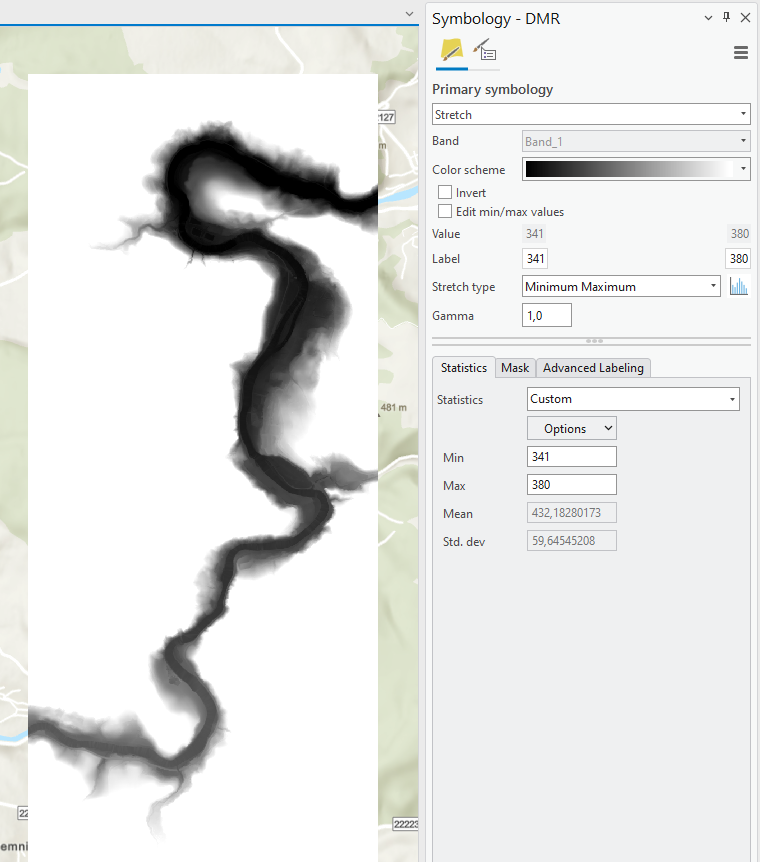 Symbology - DMR
Primary symbology
Stretch
Band Band_1
Color scheme
Invert
Edit min/max values
Value 341 380
Label 341 380
Stretch type Minimum Maximum
Gamma 1,0
Statistics Mask Advanced Labeling
Statistics Custom
Options
Min 341
Max 380
Mean 432,18280173
Std. dev 59,64545208
127
m
481 m
22
22223
emni